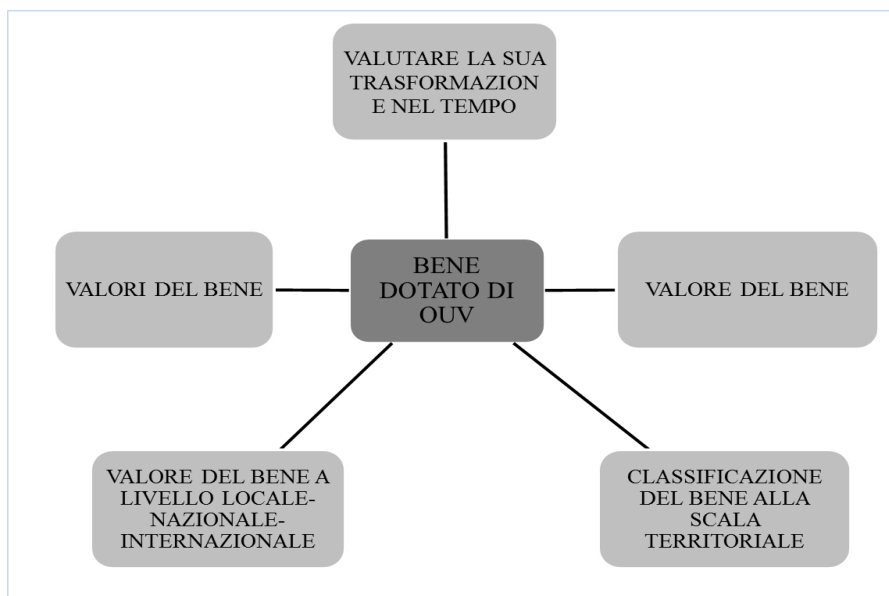 VALUTARE LA SUA
TRASFORMAZION
E NEL TEMPO
VALORI DEL BENE
BENE
DOTATO DI
OUV
VALORE DEL BENE
VALORE DEL BENE A
LIVELLO LOCALE-
NAZIONALE-
INTERNAZIONALE
CLASSIFICAZIONE
DEL BENE ALLA
SCALA
TERRITORIALE